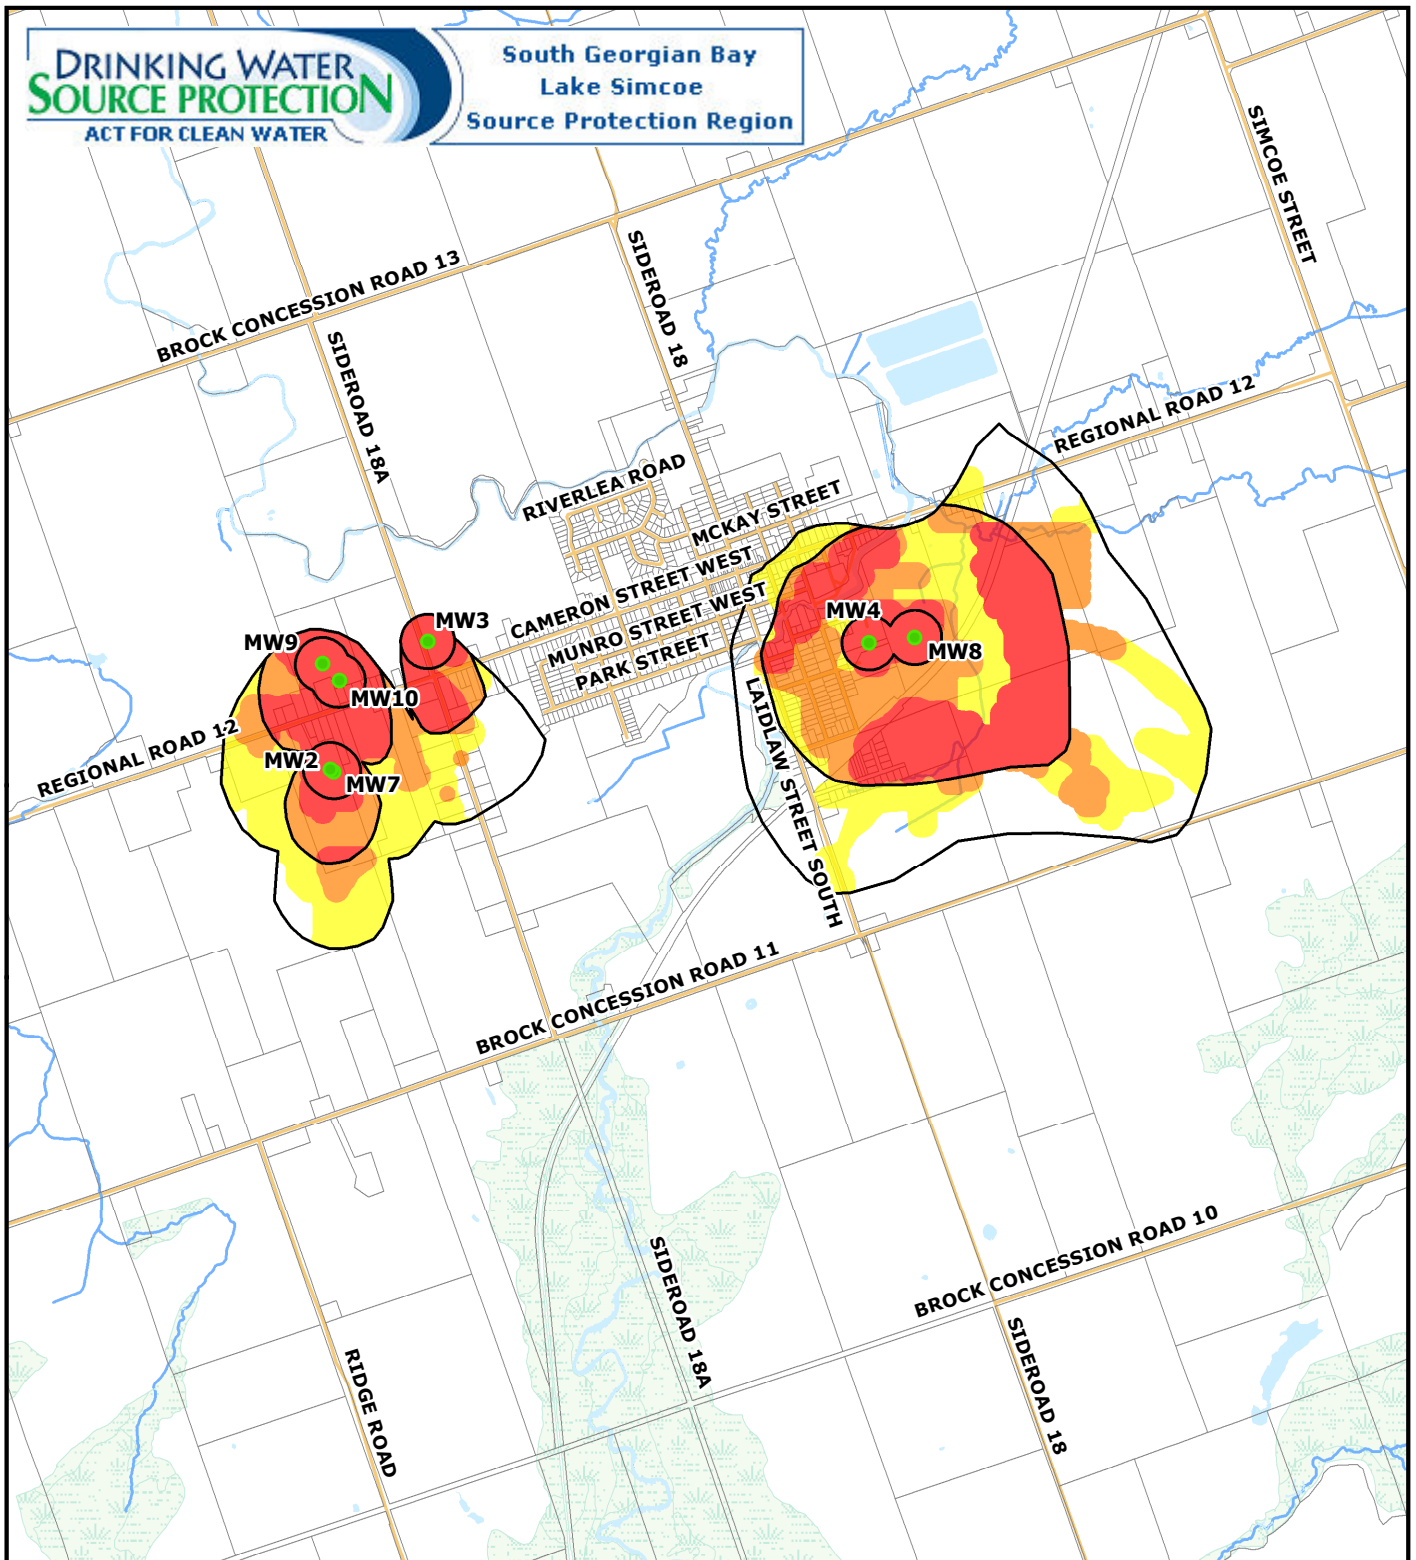 DRINKING WATER
SOURCE PROTECTION
ACT FOR CLEAN WATER
South Georgian Bay
Lake Simcoe
Source Protection Region
SIMCOE STREET
BROCK CONCESSION ROAD 13
SIDEROAD 18
SIDEROAD 18A
REGIONAL ROAD 12
RIVERLEA ROAD
MCKAY STREET
CAMERON STREET WEST
MUNRO STREET WEST
PARK STREET
MW3
MW9
MW10
MW4
MW8
REGIONAL ROAD 12
MW2
MW7
LAIDLAW STREET SOUTH
BROCK CONCESSION ROAD 11
BROCK CONCESSION ROAD 10
SIDEROAD 18A
SIDEROAD 18
RIDGE ROAD